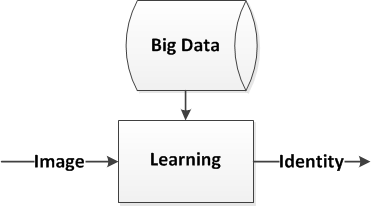 Big Data
Image
Learning
Identity